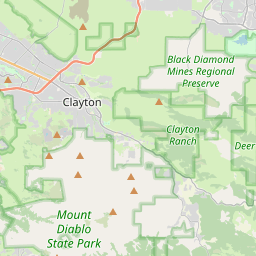 Black Diamond
Mines Regional
Preserve
Clayton
Clayton
Ranch
Deer
Mount
Diablo
State Park